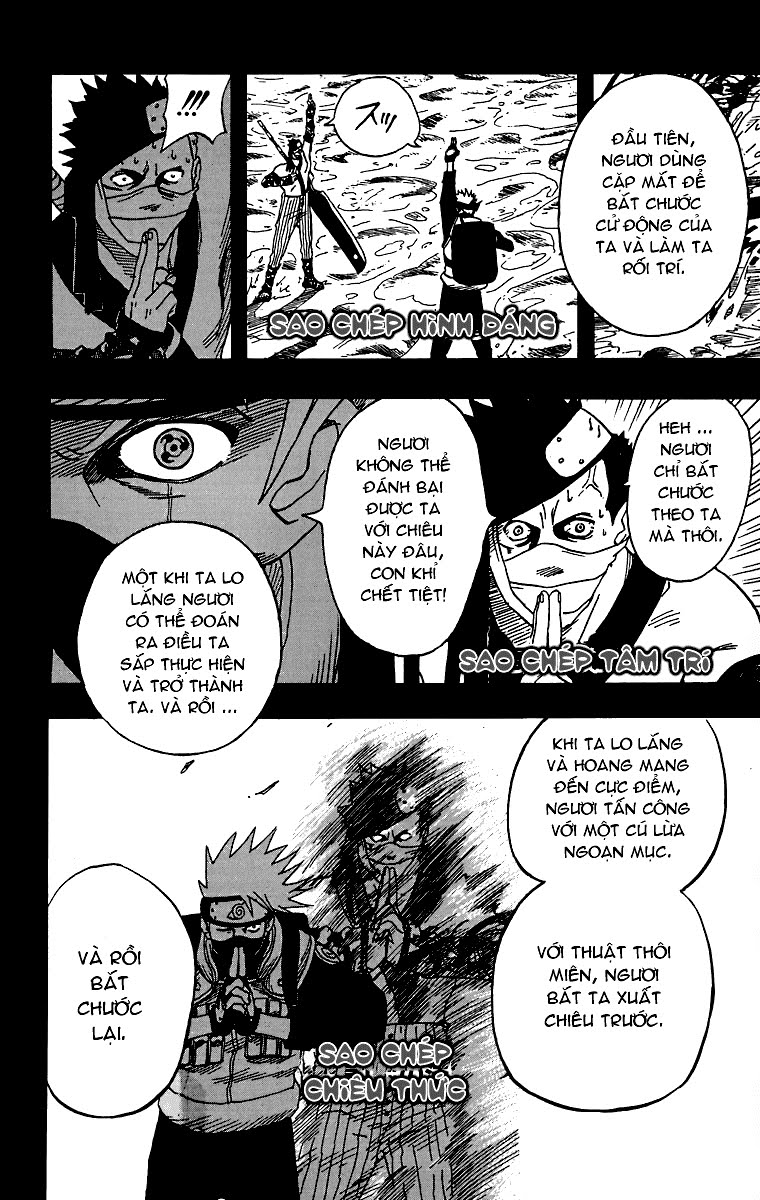 ĐẦU TIÊN,
NGƯƠI DÙNG
CẶP MẮT ĐỂ
BẮT CHƯỚC
CỬ ĐỘNG CỦA
TA VÀ LÀM TA
RỐI TRÍ.
スッ
SAO CHÉP HÌNH DÁNG
!!!
HEH ...
NGƯƠI
CHỈ BẮT
CHƯỚC
THEO TA
MÀ THÔI.
SAO CHÉP TÂM TRÍ
NGƯƠI
KHÔNG THỂ
ĐÁNH BẠI
ĐƯỢC TA
VỚI CHIÊU
NÀY ĐÂU,
CON KHỈ
CHẾT TIỆT!
MỘT KHI TA LO
LẮNG NGƯƠI
CÓ THỂ ĐOÁN
RA ĐIỀU TA
SẮP THỰC HIỆN
VÀ TRỞ THÀNH
TA. VÀ RỒI ...
KHI TA LO LẮNG
VÀ HOANG MANG
ĐẾN CỰC ĐIỂM,
NGƯƠI TẤN CÔNG
VỚI MỘT CÚ LỪA
NGOẠN MỤC.
VỚI THUẬT THÔI
MIÊN, NGƯƠI
BẮT TA XUẤT
CHIÊU TRƯỚC.
VÀ RỒI
BẮT
CHƯỚC
LẠI.
SAO CHÉP
CHIÊU THỨC